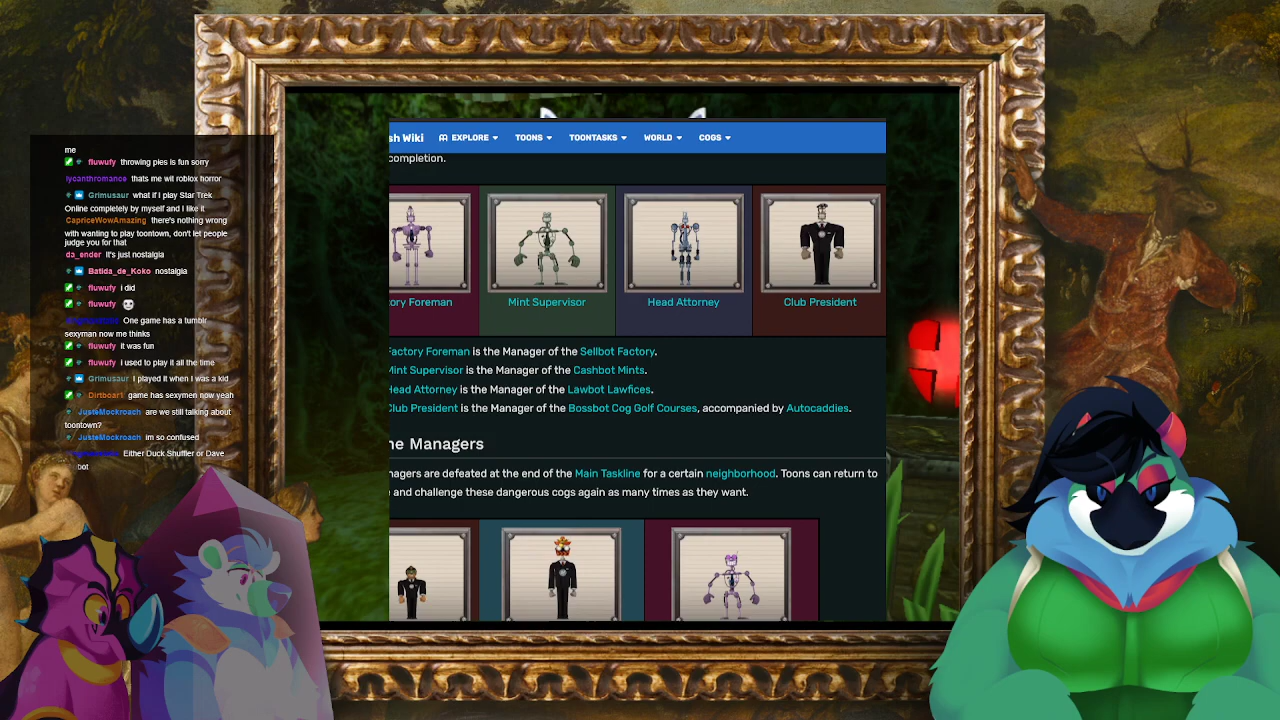 me
fluwufy throwing pies is fun sorry
lycanthromance thats me wit roblox horror
Grimusaur what if I play Star Trek
Online completely by myself and I like it
CapriceWowAmazing there's nothing wrong
with wanting to play toontown, don't let people
judge you for that
da_ender It's just nostalgia
Batida_de_Koko nostalgia
fluwufy i did
fluwufy
One game has a tumblr
sexyman now me thinks
fluwufy it was fun
fluwufy i used to play it all the time
Grimusaur I played it when I was a kid
Dirtboar1 game has sexymen now yeah
JusteMockroach are we still talking about
toontown?
JusteMockroach im so confused
Either Duck Shuffler or Dave
bot
sh Wiki EXPLORE TOONS TOONTASKS WORLD COGS
completion.
ory Foreman Mint Supervisor Head Attorney Club President
Factory Foreman is the Manager of the Sellbot Factory.
Mint Supervisor is the Manager of the Cashbot Mints.
Head Attorney is the Manager of the Lawbot Lawfices.
Club President is the Manager of the Bossbot Cog Golf Courses, accompanied by Autocaddies.
he Managers
nagers are defeated at the end of the Main Taskline for a certain neighborhood. Toons can return to
and challenge these dangerous cogs again as many times as they want.